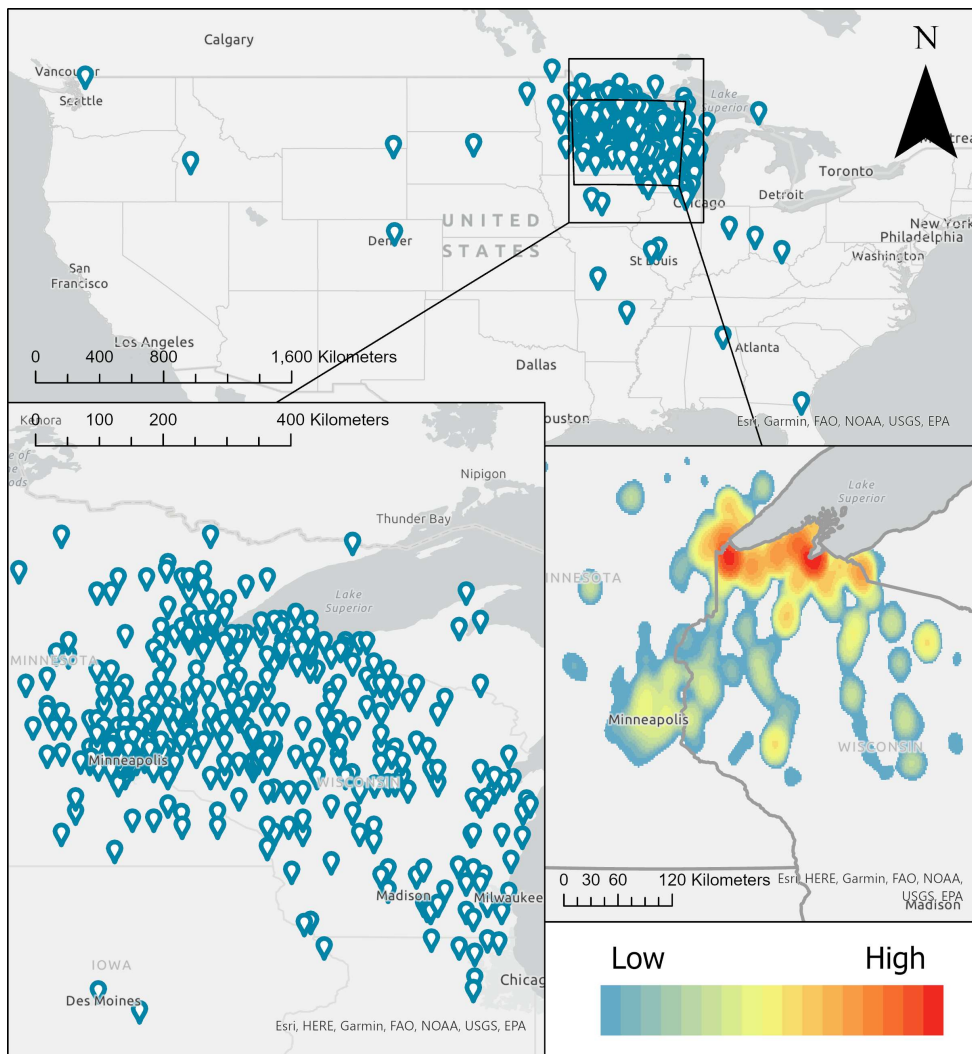 Calgary
N
Vancouver
Seattle
Lake
Superior
Montrea
Toronto
Detroit
Chicago
New York
Philadelphia
UNITED
STATES
Denver
St Louis
Washington
San
Francisco
Los Angeles
Atlanta
Dallas
0 400 800 1,600 Kilometers
ouston
Esri, Garmin, FAO, NOAA, USGS, EPA
0 100 200 400 Kilometers
Kenora
Nipigon
Thunder Bay
Lake
Superior
MINNESOTA
Minneapolis
WISCONSIN
Madison
Milwaukee
IOWA
Des Moines
Chicag
Esri, HERE, Garmin, FAO, NOAA, USGS, EPA
Lake
Superior
INNESOTA
Minneapolis
WISCONSIN
0 30 60 120 Kilometers
Esri, HERE, Garmin, FAO, NOAA,
USGS, EPA
Madison
Low High